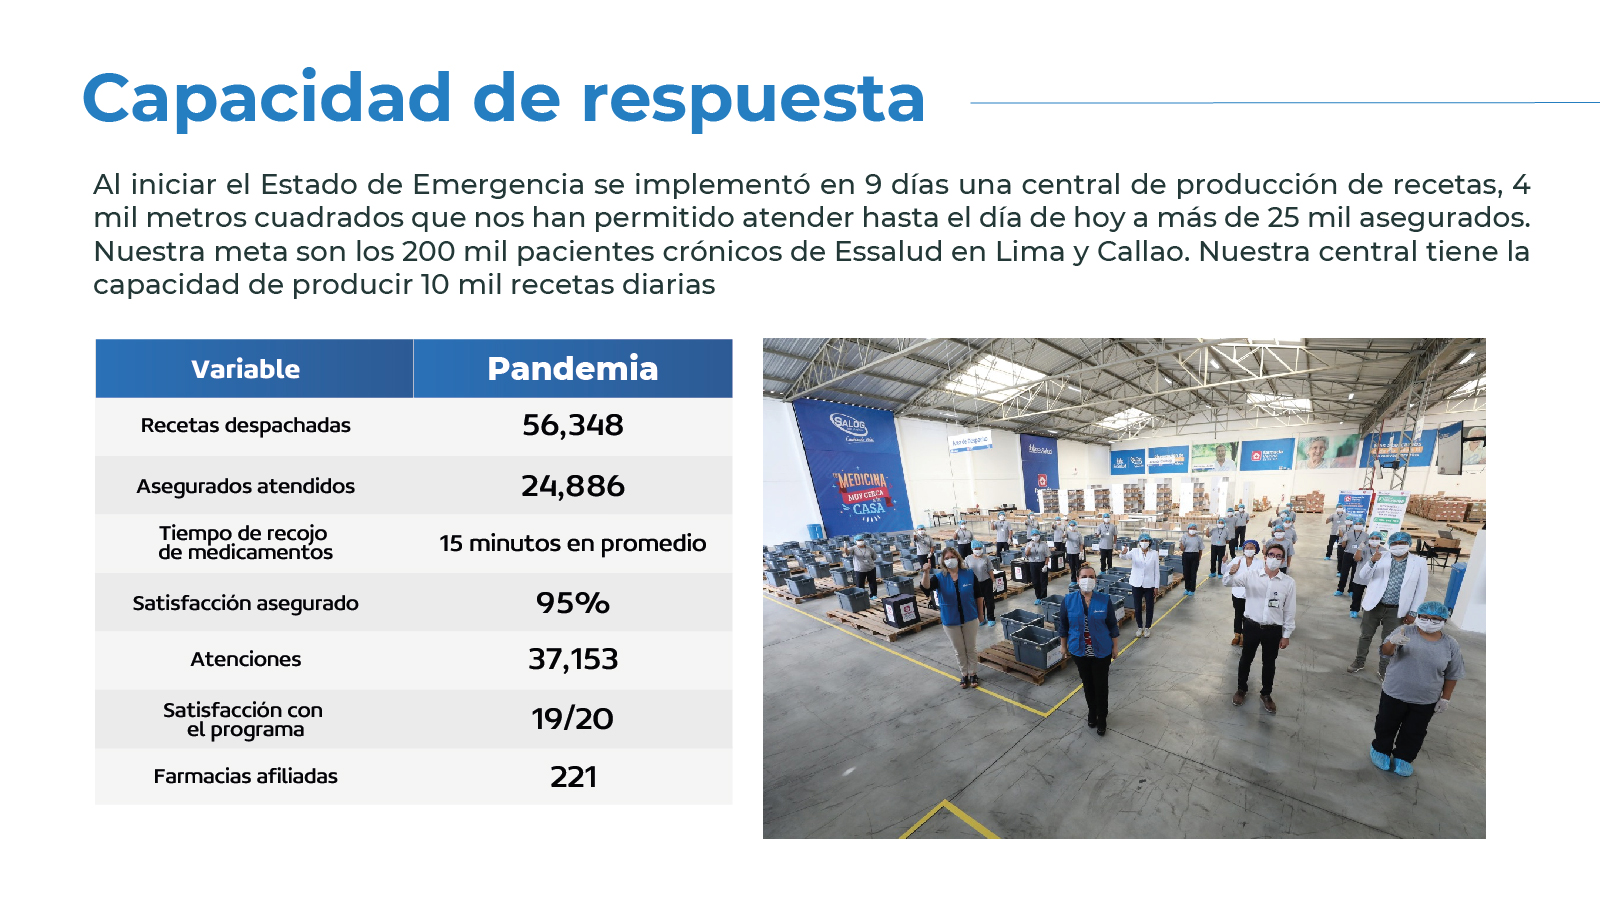 Capacidad de respuesta
Al iniciar el Estado de Emergencia se implementó en 9 días una central de producción de recetas, 4
mil metros cuadrados que nos han permitido atender hasta el día de hoy a más de 25 mil asegurados.
Nuestra meta son los 200 mil pacientes crónicos de Essalud en Lima y Callao. Nuestra central tiene la
capacidad de producir 10 mil recetas diarias
Variable Pandemia
Recetas despachadas 56,348
Asegurados atendidos 24,886
Tiempo de recojo
de medicamentos 15 minutos en promedio
Satisfacción asegurado 95%
Atenciones 37,153
Satisfacción con
el programa 19/20
Farmacias afiliadas 221
SALOG
MEDICINA
MUY CERCA
CASA